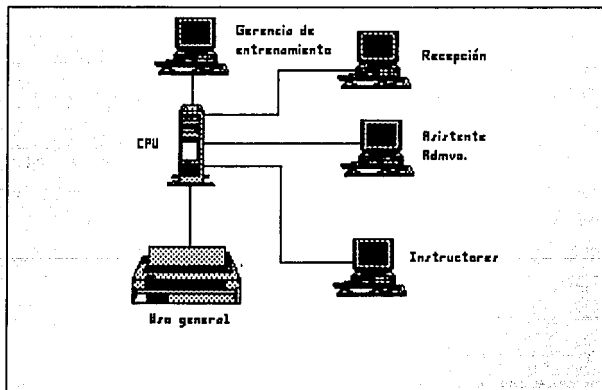 Gerencia de
entrenamiento
Recepción
CPU
Asistente
Admvo.
Instructores
Uso general